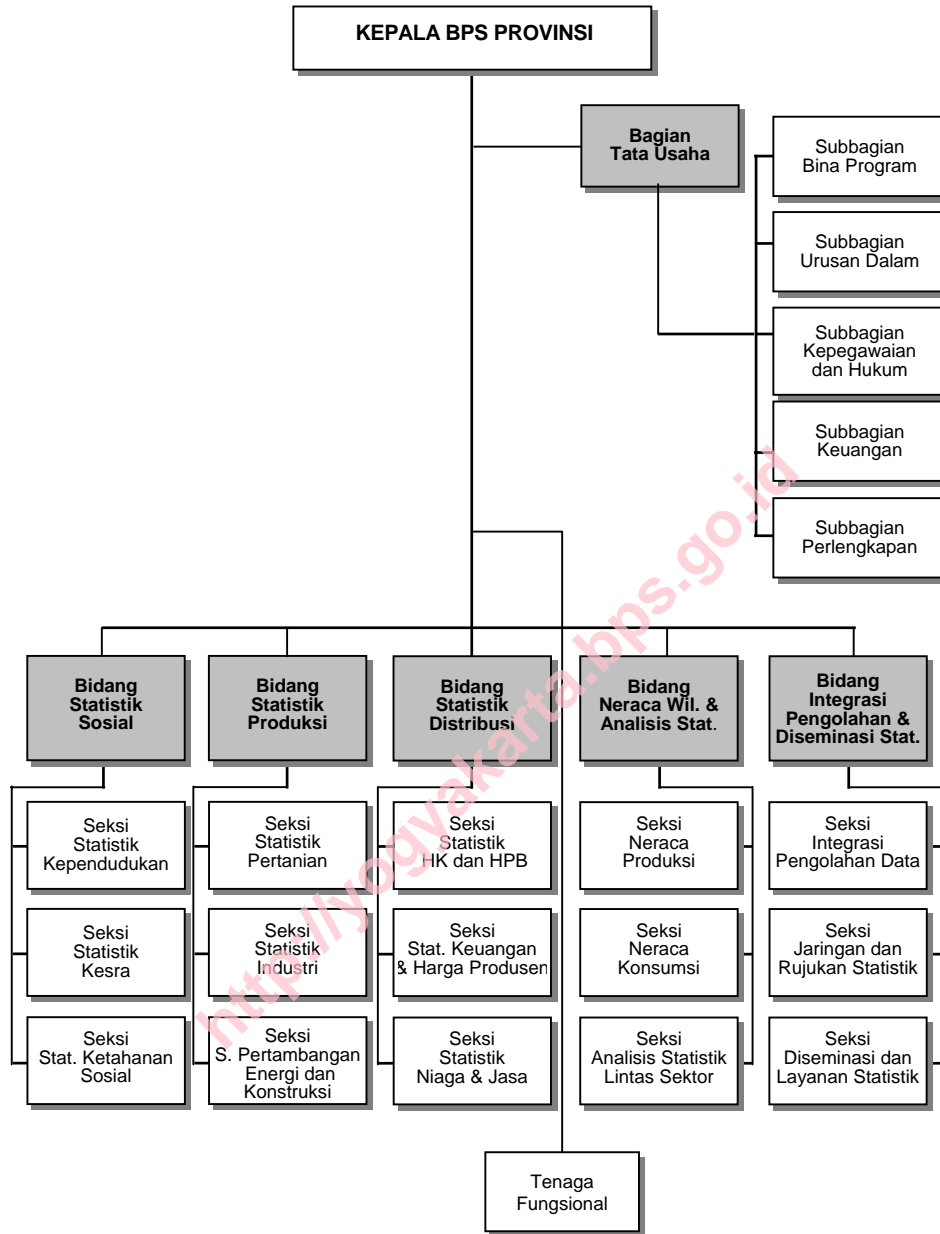 KEPALA BPS PROVINSI
Bagian
Tata Usaha
Subbagian
Bina Program
Subbagian
Urusan Dalam
Subbagian
Kepegawaian
dan Hukum
Subbagian
Keuangan
Subbagian
Perlengkapan
Bidang
Statistik
Sosial
Bidang
Statistik
Produksi
Bidang
Statistik
Distribusi
Bidang
Neraca Wil. &
Analisis Stat.
Bidang
Integrasi
Pengolahan &
Diseminasi Stat.
Seksi
Statistik
Kependudukan
Seksi
Statistik
Pertanian
Seksi
Statistik
HK dan HPB
Seksi
Neraca
Produksi
Seksi
Integrasi
Pengolahan Data
Seksi
Statistik
Kesra
Seksi
Statistik
Industri
Seksi
Stat. Keuangan
& Harga Produsen
Seksi
Neraca
Konsumsi
Seksi
Jaringan dan
Rujukan Statistik
Seksi
Stat. Ketahanan
Sosial
Seksi
S. Pertambangan
Energi dan
Konstruksi
Seksi
Statistik
Niaga & Jasa
Seksi
Analisis Statistik
Lintas Sektor
Seksi
Diseminasi dan
Layanan Statistik
Tenaga
Fungsional
http://yogyakarta.bps.go.id